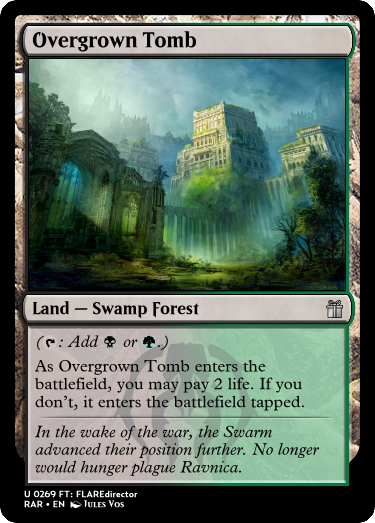 Overgrown Tomb
Land — Swamp Forest
(: Add or .)
As Overgrown Tomb enters the
battlefield, you may pay 2 life. If you
don't, it enters the battlefield tapped.
In the wake of the war, the Swarm
advanced their position further. No longer
would hunger plague Ravnica.
U 0269 FT: FLAREdirector
RAR • EN Jules Vos